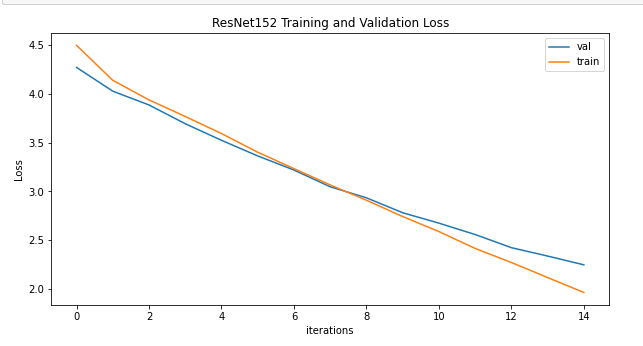 ResNet152 Training and Validation Loss
val
train
4.5
4.0
3.5
3.0
2.5
2.0
Loss
0 2 4 6 8 10 12 14
iterations